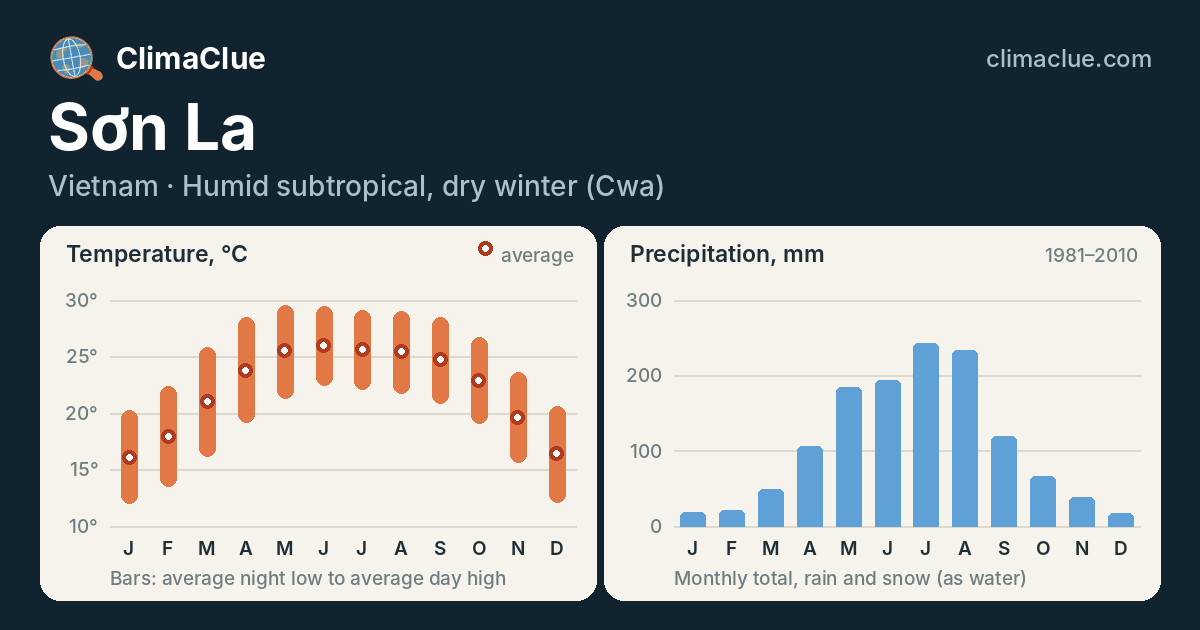 ClimaClue
climaclue.com
Sơn La
Vietnam · Humid subtropical, dry winter (Cwa)
Temperature, °C
average
30°
25°
20°
15°
10°
J F M A M J J A S O N D
Bars: average night low to average day high
Precipitation, mm
1981–2010
300
200
100
0
J F M A M J J A S O N D
Monthly total, rain and snow (as water)